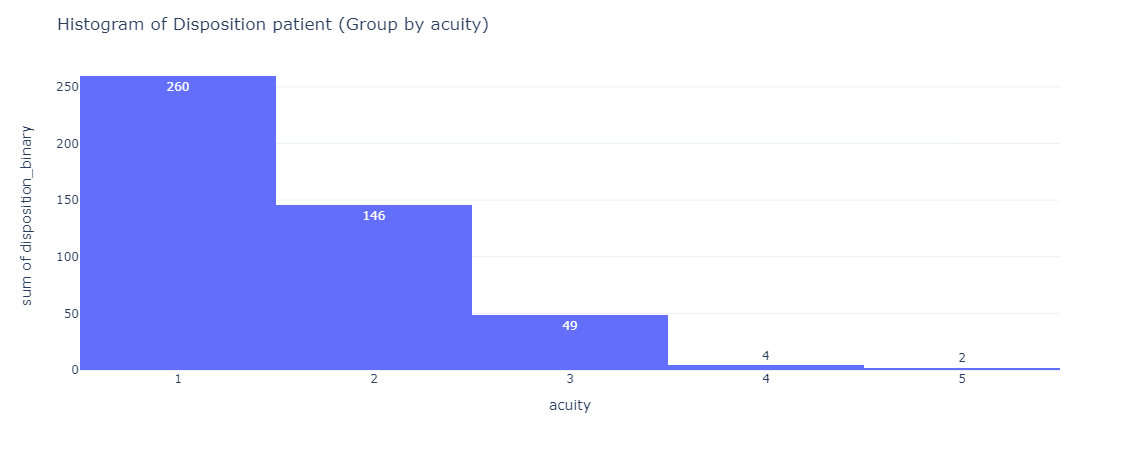 Histogram of Disposition patient (Group by acuity)
sum of disposition_binary
250
200
150
100
50
0
260
146
49
4
2
1 2 3 4 5
acuity